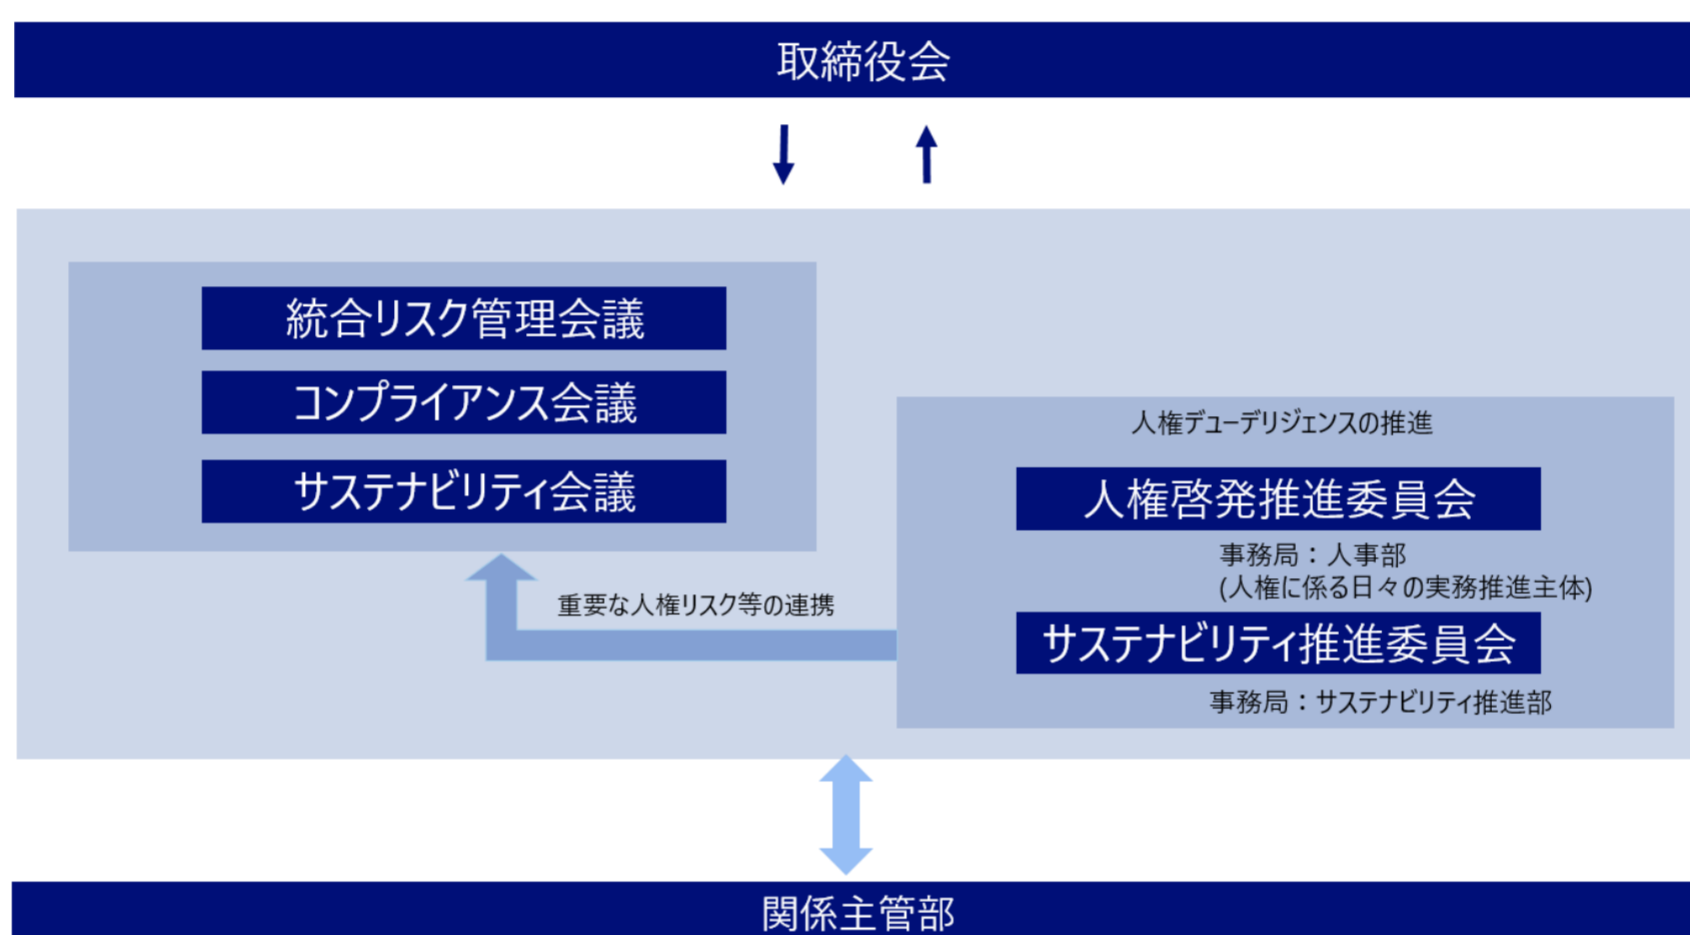 取締役会
統合リスク管理会議
コンプライアンス会議
サステナビリティ会議
重要な人権リスク等の連携
人権デューデリジェンスの推進
人権啓発推進委員会
事務局：人事部
(人権に係る日々の実務推進主体)
サステナビリティ推進委員会
事務局：サステナビリティ推進部
関係主管部